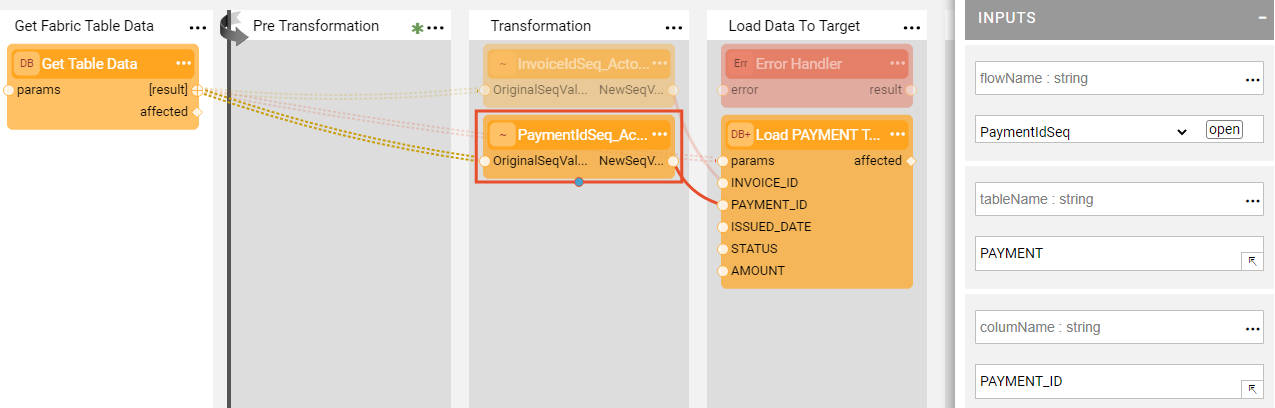 Get Fabric Table Data ...
Pre Transformation * ...
Transformation ...
Load Data To Target ...
DB Get Table Data ...
params [result]
affected
~ InvoiceIdSeq_Acto... ...
OriginalSeqVal... NewSeqV...
~ PaymentIdSeq_Ac... ...
OriginalSeqVal... NewSeqV...
Err Error Handler ...
error result
DB+ Load PAYMENT T... ...
params affected
INVOICE_ID
PAYMENT_ID
ISSUED_DATE
STATUS
AMOUNT
INPUTS −
flowName : string ...
PaymentIdSeq open
tableName : string ...
PAYMENT
columName : string ...
PAYMENT_ID